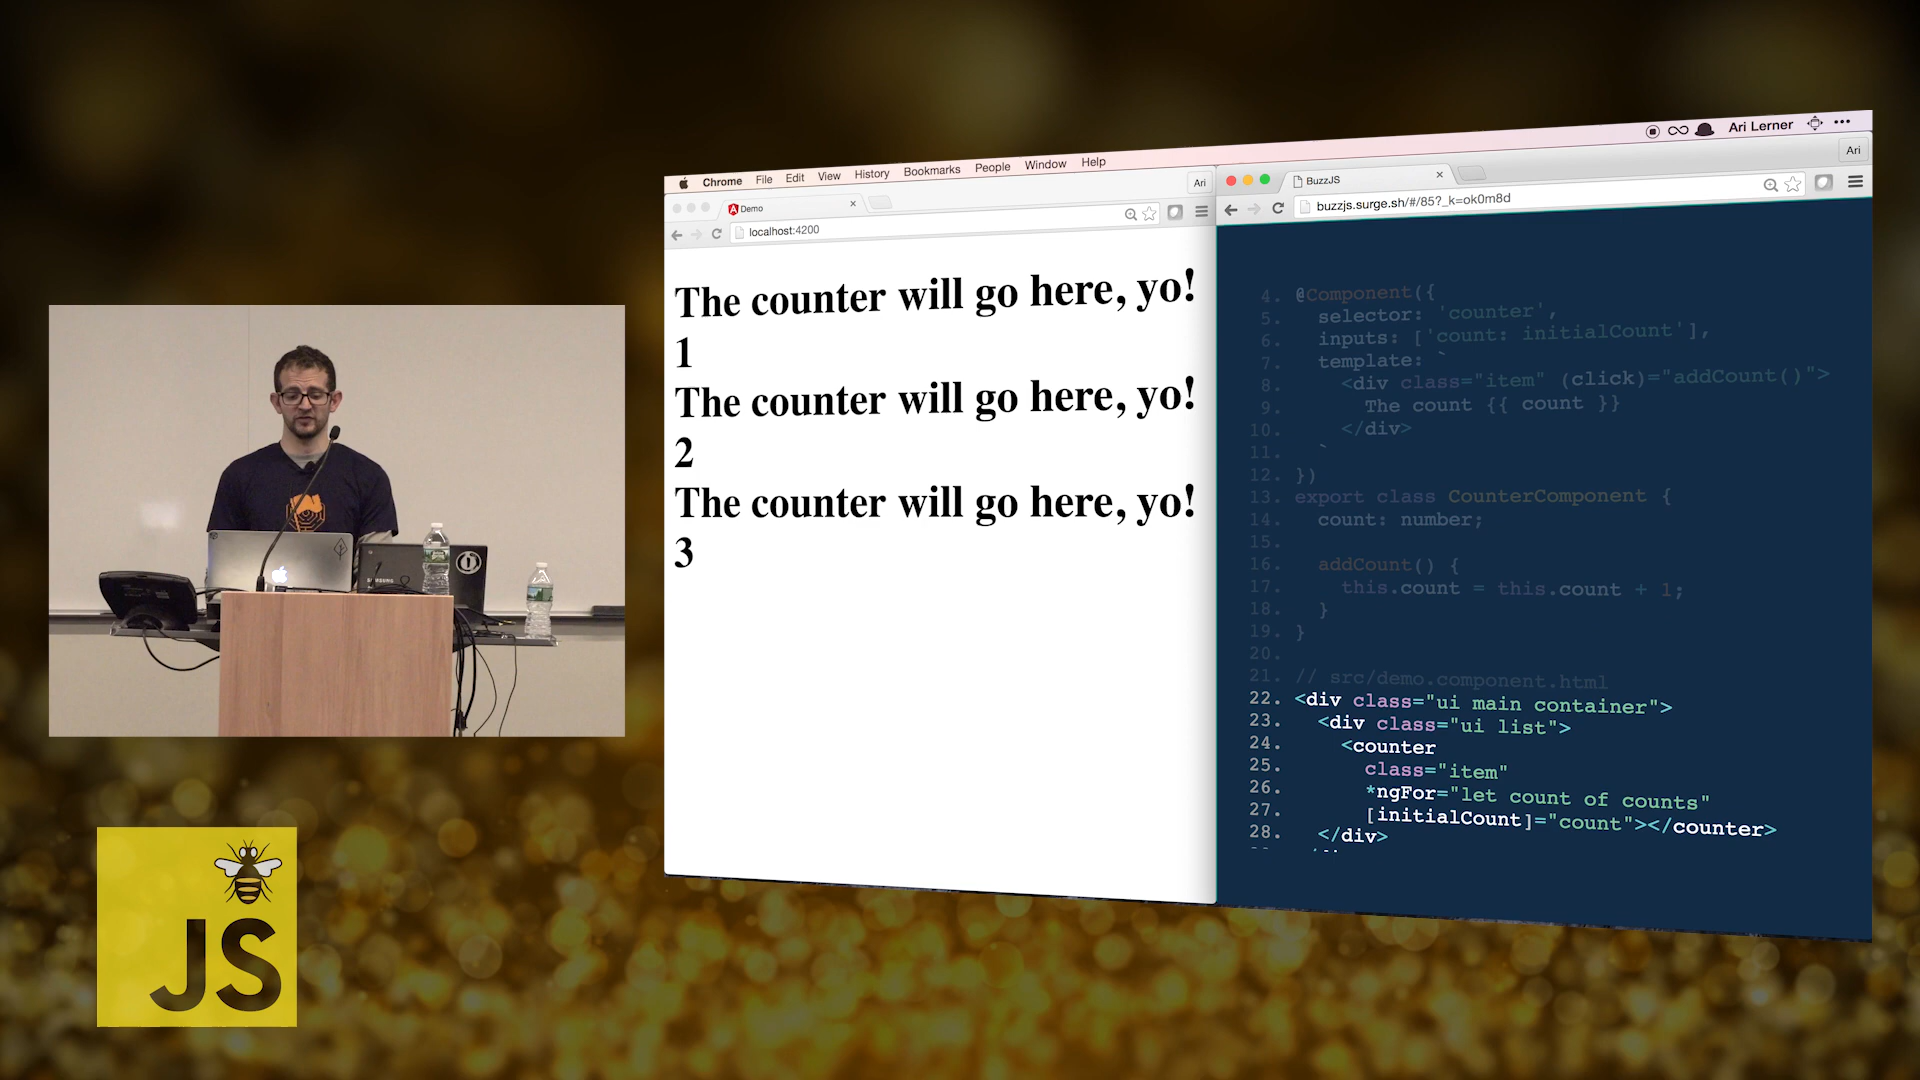 Chrome File Edit View History Bookmarks People Window Help
Ari Lerner
Demo
Ari
localhost:4200
The counter will go here, yo!
1
The counter will go here, yo!
2
The counter will go here, yo!
3
BuzzJS
Ari
buzzjs.surge.sh/#/85?_k=ok0m8d
4. @Component({
5. selector: 'counter',
6. inputs: ['count: initialCount'],
7. template: `
8. <div class="item" (click)="addCount()">
9. The count {{ count }}
10. </div>
11. `
12. })
13. export class CounterComponent {
14. count: number;
15.
16. addCount() {
17. this.count = this.count + 1;
18. }
19. }
20.
21. // src/demo.component.html
22. <div class="ui main container">
23. <div class="ui list">
24. <counter
25. class="item"
26. *ngFor="let count of counts"
27. [initialCount]="count"></counter>
28. </div>
SAMSUNG
JS